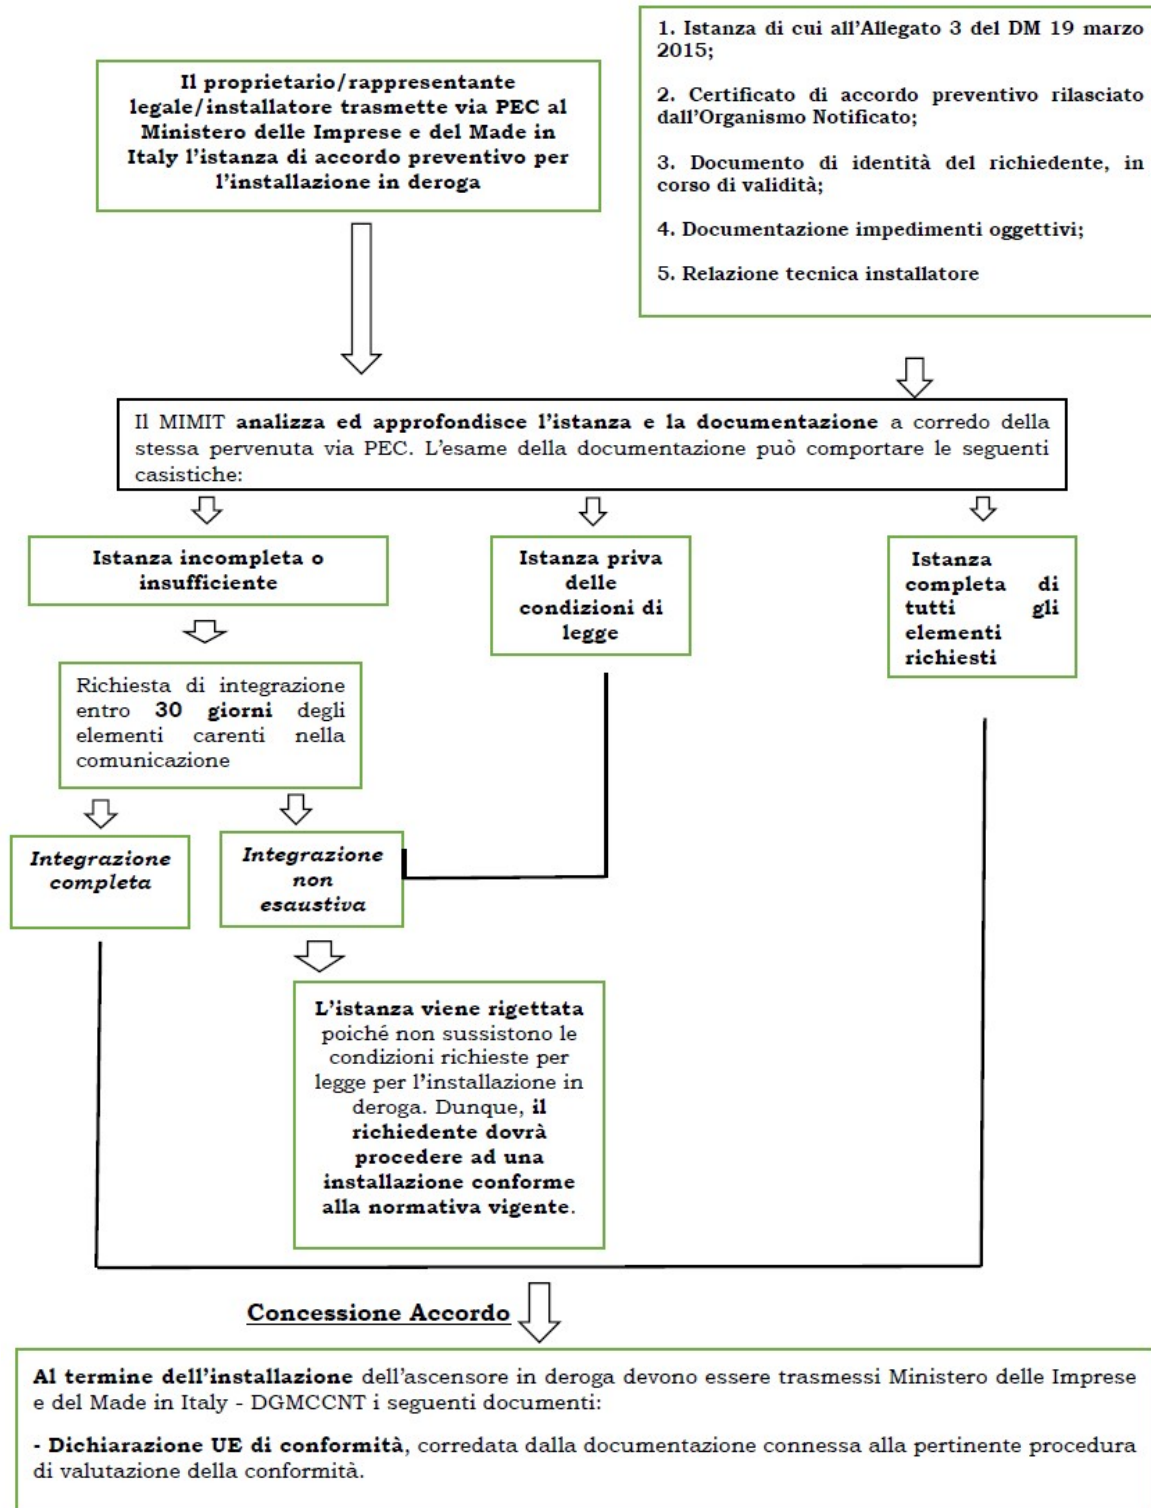 Il proprietario/rappresentante
legale/installatore trasmette via PEC al
Ministero delle Imprese e del Made in
Italy l'istanza di accordo preventivo per
l'installazione in deroga
1. Istanza di cui all'Allegato 3 del DM 19 marzo
2015;
2. Certificato di accordo preventivo rilasciato
dall'Organismo Notificato;
3. Documento di identità del richiedente, in
corso di validità;
4. Documentazione impedimenti oggettivi;
5. Relazione tecnica installatore
Il MIMIT analizza ed approfondisce l'istanza e la documentazione a corredo della
stessa pervenuta via PEC. L'esame della documentazione può comportare le seguenti
casistiche:
Istanza incompleta o
insufficiente
Istanza priva
delle
condizioni di
legge
Istanza
completa di
tutti gli
elementi
richiesti
Richiesta di integrazione
entro 30 giorni degli
elementi carenti nella
comunicazione
Integrazione
completa
Integrazione
non
esaustiva
L'istanza viene rigettata
poiché non sussistono le
condizioni richieste per
legge per l'installazione in
deroga. Dunque, il
richiedente dovrà
procedere ad una
installazione conforme
alla normativa vigente.
Concessione Accordo
Al termine dell'installazione dell'ascensore in deroga devono essere trasmessi Ministero delle Imprese
e del Made in Italy - DGMCCNT i seguenti documenti:
- Dichiarazione UE di conformità, corredata dalla documentazione connessa alla pertinente procedura
di valutazione della conformità.